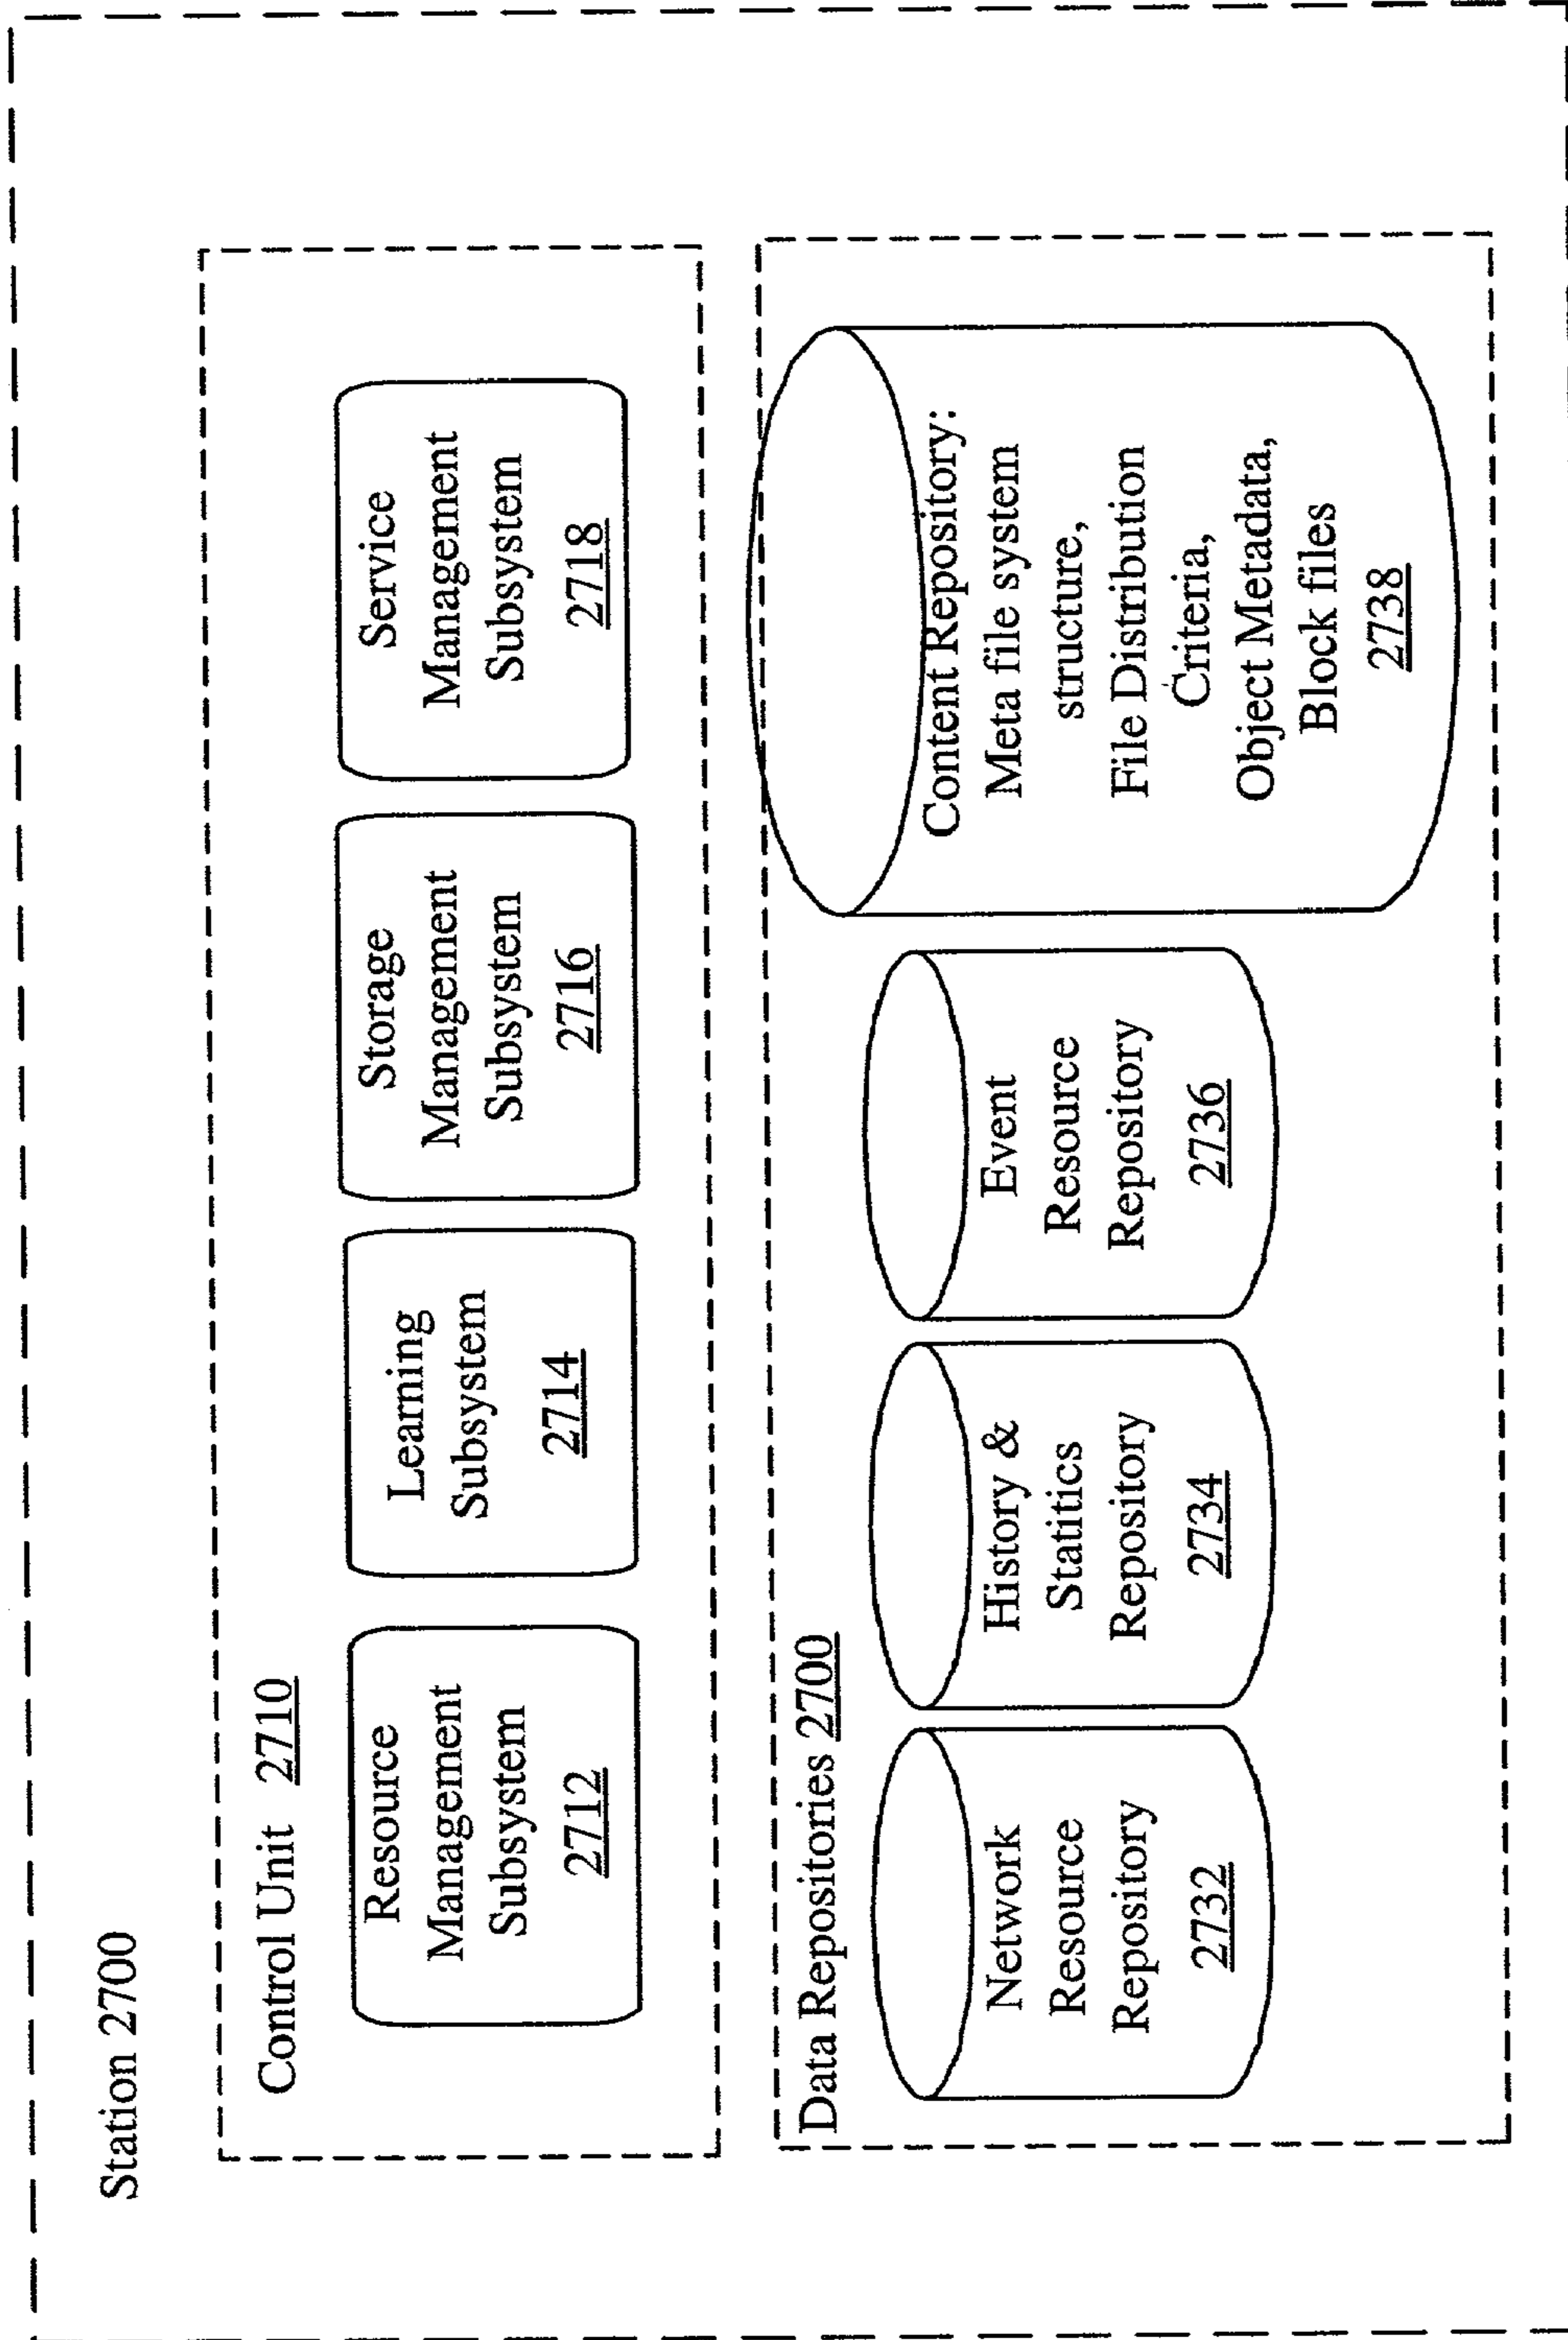 Station 2700
Control Unit 2710
Resource
Management
Subsystem
2712
Learning
Subsystem
2714
Storage
Management
Subsystem
2716
Service
Management
Subsystem
2718
Data Repositories 2700
Network
Resource
Repository
2732
History &
Statitics
Repository
2734
Event
Resource
Repository
2736
Content Repository:
Meta file system
structure,
File Distribution
Criteria,
Object Metadata,
Block files
2738